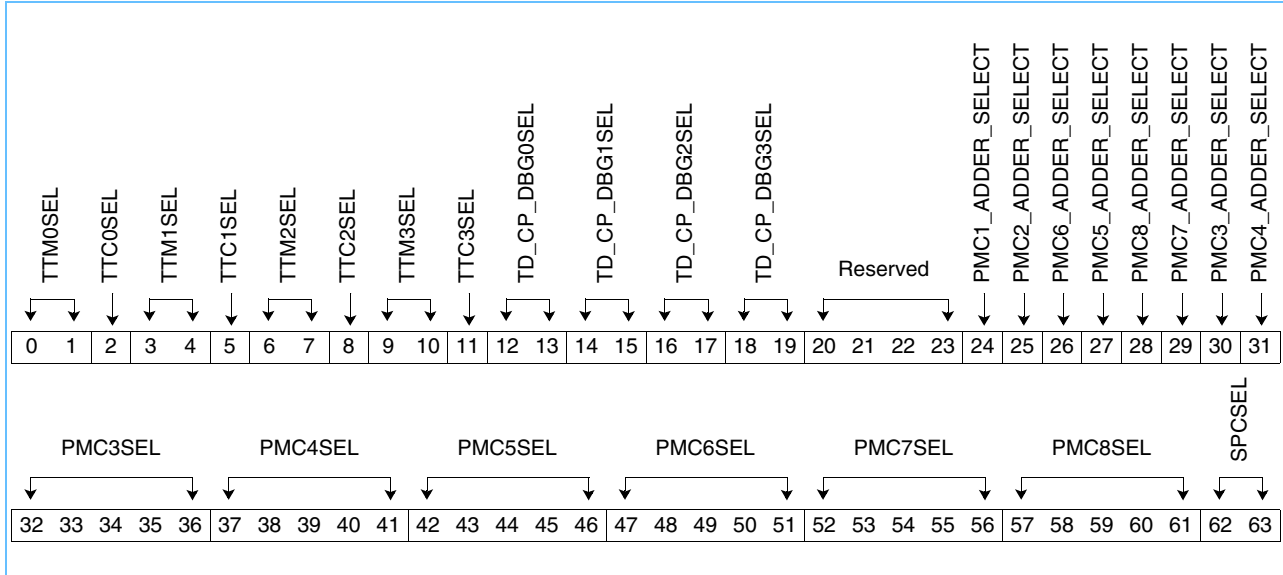 TTM0SEL
TTC0SEL
TTM1SEL
TTC1SEL
TTM2SEL
TTC2SEL
TTM3SEL
TTC3SEL
TD_CP_DBG0SEL
TD_CP_DBG1SEL
TD_CP_DBG2SEL
TD_CP_DBG3SEL
Reserved
PMC1_ADDER_SELECT
PMC2_ADDER_SELECT
PMC6_ADDER_SELECT
PMC5_ADDER_SELECT
PMC8_ADDER_SELECT
PMC7_ADDER_SELECT
PMC3_ADDER_SELECT
PMC4_ADDER_SELECT
0 1 2 3 4 5 6 7 8 9 10 11 12 13 14 15 16 17 18 19 20 21 22 23 24 25 26 27 28 29 30 31
PMC3SEL
PMC4SEL
PMC5SEL
PMC6SEL
PMC7SEL
PMC8SEL
SPCSEL
32 33 34 35 36 37 38 39 40 41 42 43 44 45 46 47 48 49 50 51 52 53 54 55 56 57 58 59 60 61 62 63